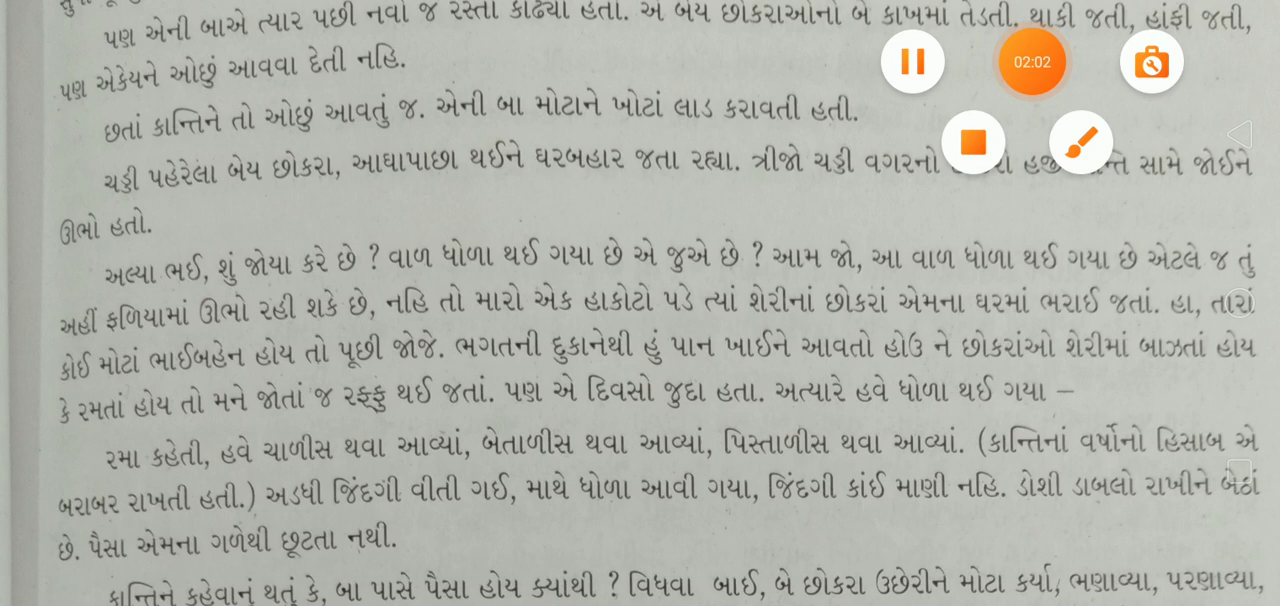 પણ એની બાએ ત્યાર પછી નવો જ રસ્તો કાઢ્યો હતો. એ બેય છોકરાઓનો બે કાખમાં તેડતી. થાકી જતી, હાંફી જતી,
પણ એકેયને ઓછું આવવા દેતી નહિ.
02:02
છતાં કાન્તિને તો ઓછું આવતું જ. એની બા મોટાને ખોટાં લાડ કરાવતી હતી.
ચડ્ડી પહેરેલા બેય છોકરા, આઘાપાછા થઈને ઘરબહાર જતા રહ્યા. ત્રીજો ચડ્ડી વગરનો હજી સામે જોઈને
ઊભો હતો.
અલ્યા ભઈ, શું જોયા કરે છે ? વાળ ધોળા થઈ ગયા છે એ જુએ છે ? આમ જો, આ વાળ ધોળા થઈ ગયા છે એટલે જ તું
અહીં ફળિયામાં ઊભો રહી શકે છે, નહિ તો મારો એક હાકોટો પડે ત્યાં શેરીનાં છોકરાં એમના ઘરમાં ભરાઈ જતાં. હા, તારાં
કોઈ મોટાં ભાઈબહેન હોય તો પૂછી જોજે. ભગતની દુકાનેથી હું પાન ખાઈને આવતો હોઉં ને છોકરાંઓ શેરીમાં બાઝતાં હોય
કે રમતાં હોય તો મને જોતાં જ રફ્ફુ થઈ જતાં. પણ એ દિવસો જુદા હતા. અત્યારે હવે ધોળા થઈ ગયા –
રમા કહેતી, હવે ચાળીસ થવા આવ્યાં, બેતાળીસ થવા આવ્યાં, પિસ્તાળીસ થવા આવ્યાં. (કાન્તિનાં વર્ષોનો હિસાબ એ
બરાબર રાખતી હતી.) અડધી જિંદગી વીતી ગઈ, માથે ધોળા આવી ગયા, જિંદગી કાંઈ માણી નહિ. ડોશી ડાબલો રાખીને બેઠાં
છે. પૈસા એમના ગળેથી છૂટતા નથી.
કાન્તિને કહેવાનું થતું કે, બા પાસે પૈસા હોય ક્યાંથી ? વિધવા બાઈ, બે છોકરા ઉછેરીને મોટા કર્યા, ભણાવ્યા, પરણાવ્યા,